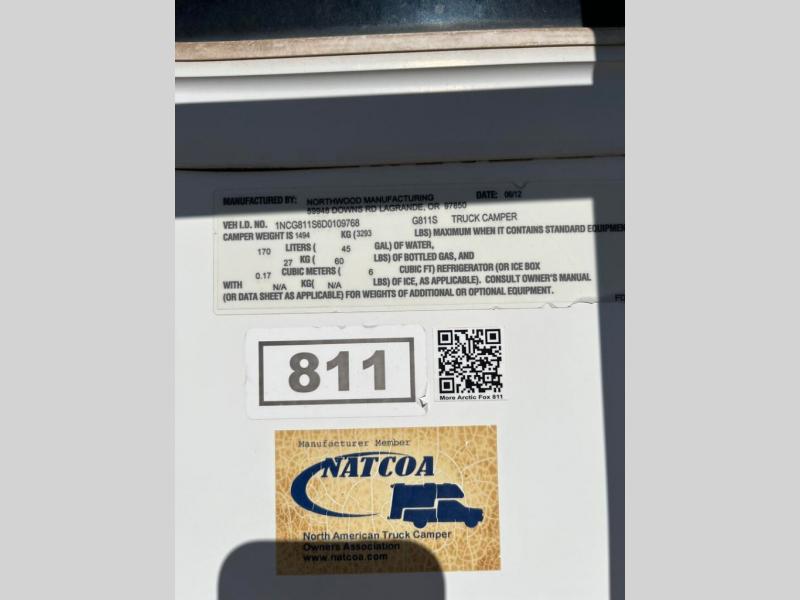 MANUFACTURED BY: NORTHWOOD MANUFACTURING DATE: 06/12
59948 DOWNS RD LAGRANDE, OR 97850
VEH I.D. NO. 1NCG811S6D0109768 G811S TRUCK CAMPER
CAMPER WEIGHT IS 1494 KG (3293 LBS) MAXIMUM WHEN IT CONTAINS STANDARD EQUIPMEN
170 LITERS ( 45 GAL) OF WATER,
27 KG ( 60 LBS) OF BOTTLED GAS, AND
0.17 CUBIC METERS ( 6 CUBIC FT) REFRIGERATOR (OR ICE BOX
WITH N/A KG( N/A LBS) OF ICE, AS APPLICABLE). CONSULT OWNER'S MANUAL
(OR DATA SHEET AS APPLICABLE) FOR WEIGHTS OF ADDITIONAL OR OPTIONAL EQUIPMENT.
811
More Arctic Fox 811
Manufacturer Member
NATCOA
North American Truck Camper
Owners Association
www.natcoa.com